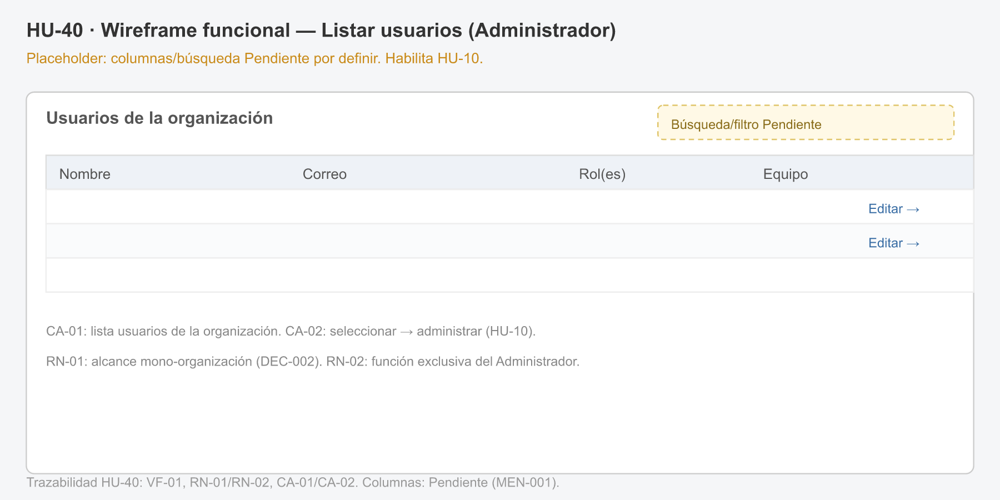 HU-40 · Wireframe funcional — Listar usuarios (Administrador)
Placeholder: columnas/búsqueda Pendiente por definir. Habilita HU-10.
Usuarios de la organización
Búsqueda/filtro Pendiente
Nombre Correo Rol(es) Equipo
Editar →
Editar →
CA-01: lista usuarios de la organización. CA-02: seleccionar → administrar (HU-10).
RN-01: alcance mono-organización (DEC-002). RN-02: función exclusiva del Administrador.
Trazabilidad HU-40: VF-01, RN-01/RN-02, CA-01/CA-02. Columnas: Pendiente (MEN-001).